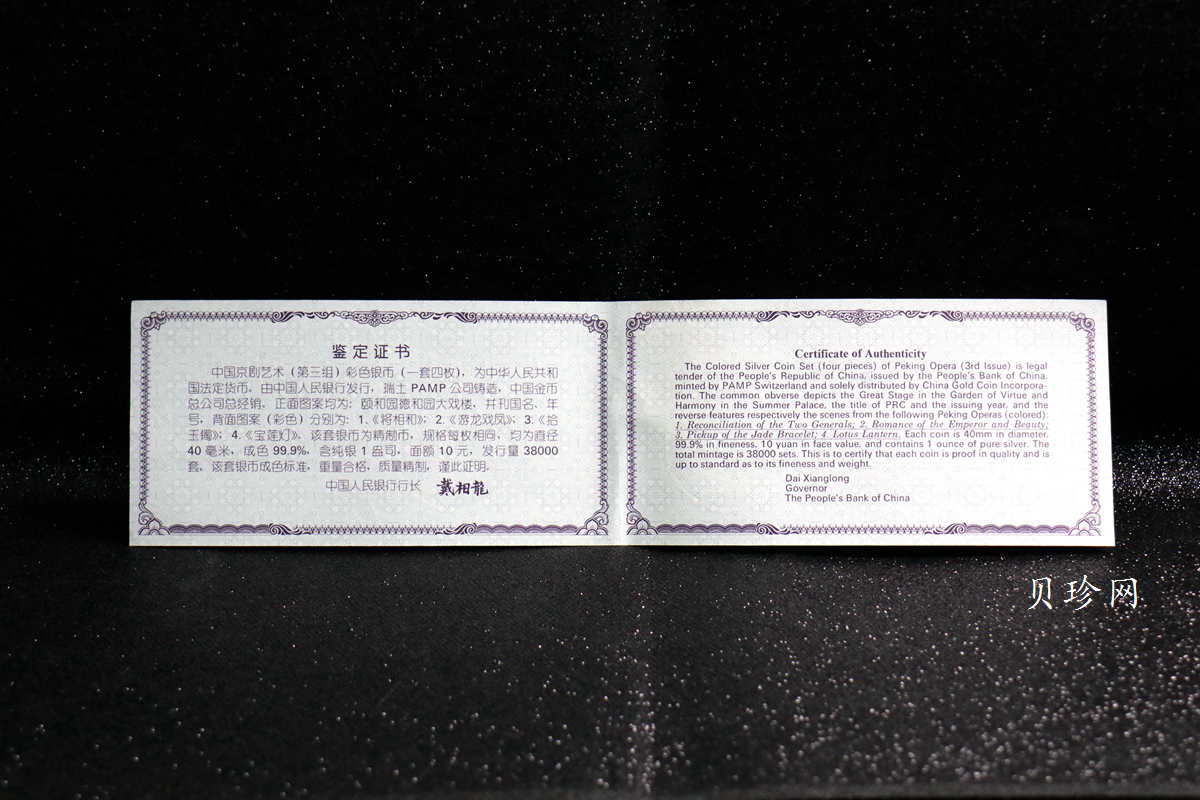 鉴定证书
中国京剧艺术（第三组）彩色银币（一套四枚），为中华人民共和
国法定货币，由中国人民银行发行，瑞士 PAMP 公司铸造，中国金币
总公司总经销，正面图案均为：颐和园德和园大戏楼，并刊国名、年
号，背面图案（彩色）分别为：1.《将相和》；2.《游龙戏凤》；3.《拾
玉镯》；4.《宝莲灯》。该套银币为精制币，规格每枚相同，均为直径
40 毫米，成色 99.9%，含纯银 1 盎司，面额 10 元，发行量 38000
套，该套银币成色标准，重量合格，质量精制，谨此证明。
中国人民银行行长 戴相龙
Certificate of Authenticity
The Colored Silver Coin Set (four pieces) of Peking Opera (3rd Issue) is legal
tender of the People's Republic of China, issued by the People's Bank of China,
minted by PAMP Switzerland and solely distributed by China Gold Coin Incorpora-
tion. The common obverse depicts the Great Stage in the Garden of Virtue and
Harmony in the Summer Palace, the title of PRC and the issuing year, and the
reverse features respectively the scenes from the following Peking Operas (colored):
1. Reconciliation of the Two Generals; 2. Romance of the Emperor and Beauty;
3. Pickup of the Jade Bracelet; 4. Lotus Lantern. Each coin is 40mm in diameter,
99.9% in fineness, 10 yuan in face value, and contains 1 ounce of pure silver. The
total mintage is 38000 sets. This is to certify that each coin is proof in quality and is
up to standard as to its fineness and weight.
Dai Xianglong
Governor
The People's Bank of China
贝珍网